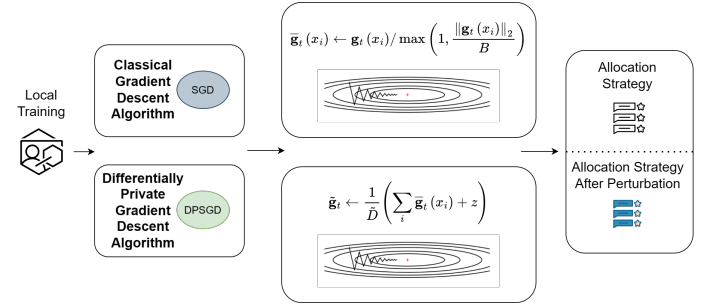 Local
Training
Classical
Gradient
Descent
Algorithm
SGD
Differentially
Private
Gradient
Descent
Algorithm
DPSGD
ḡ_t (x_i) ← g_t (x_i) / max (1, ‖g_t (x_i)‖_2 / B)
g̃_t ← 1 / D̃ (∑_i ḡ_t (x_i) + z)
Allocation
Strategy
Allocation Strategy
After Perturbation